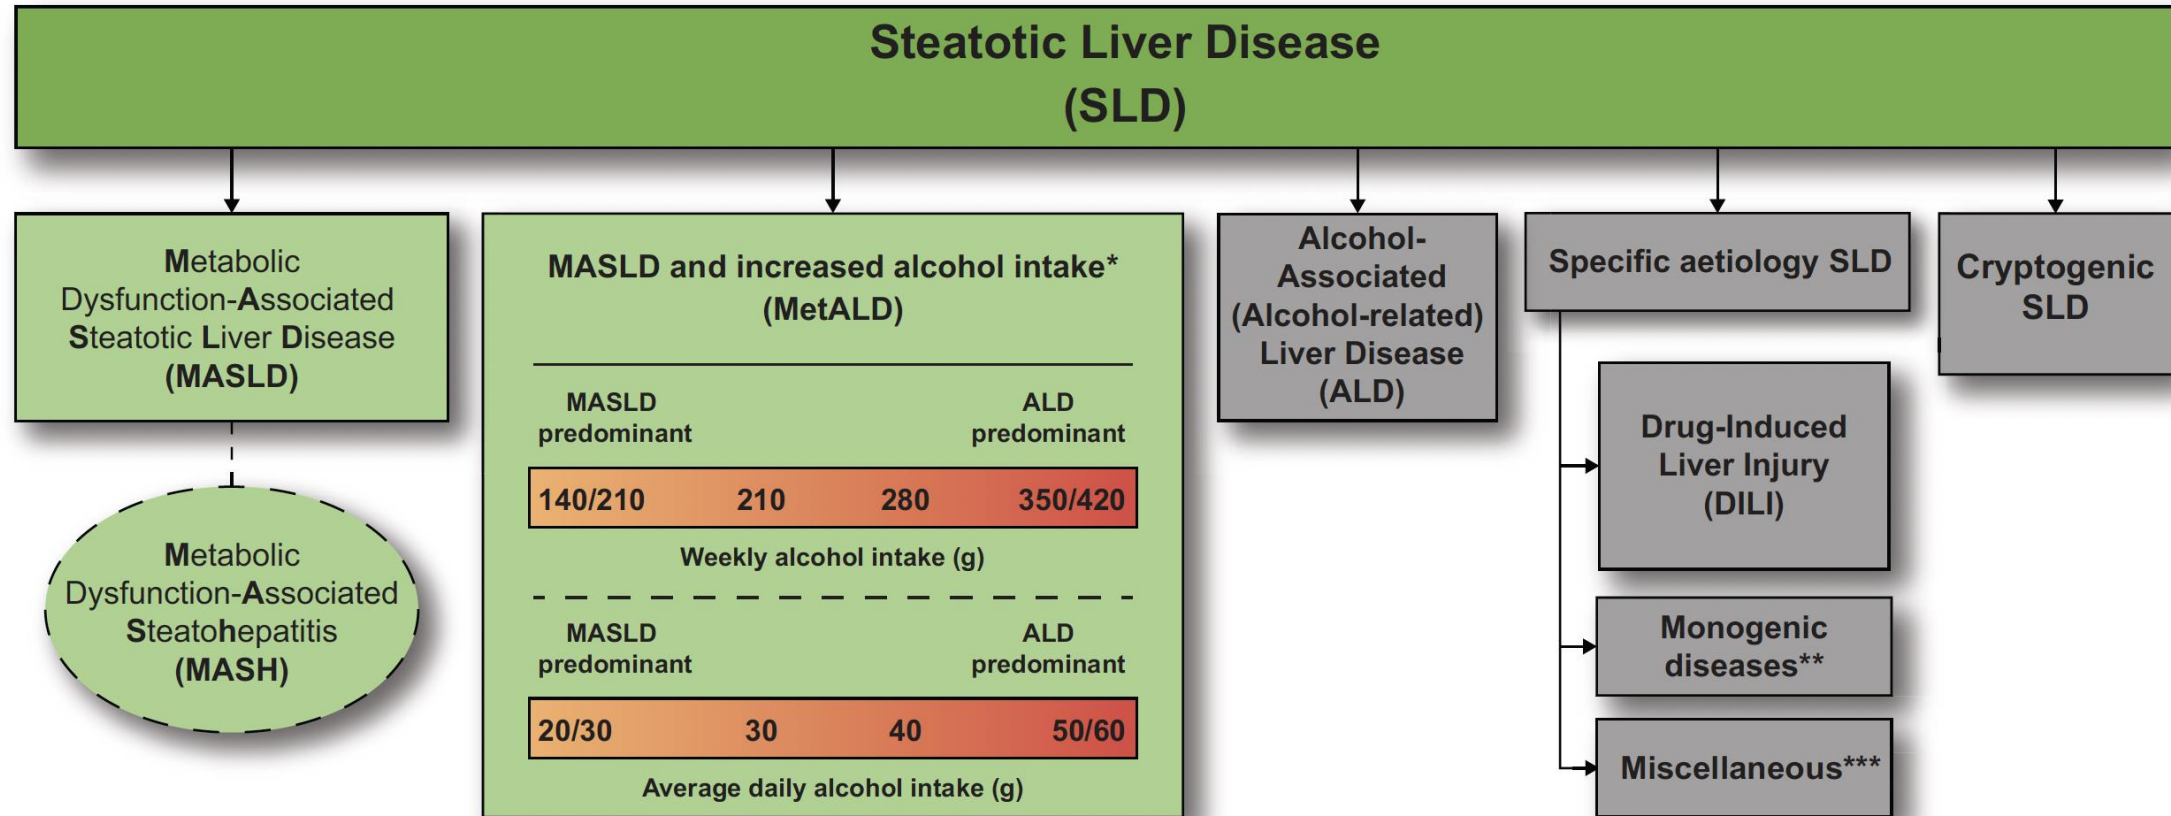 Steatotic Liver Disease
(SLD)
Metabolic
Dysfunction-Associated
Steatotic Liver Disease
(MASLD)
Metabolic
Dysfunction-Associated
Steatohepatitis
(MASH)
MASLD and increased alcohol intake*
(MetALD)
MASLD
predominant
ALD
predominant
140/210 210 280 350/420
Weekly alcohol intake (g)
MASLD
predominant
ALD
predominant
20/30 30 40 50/60
Average daily alcohol intake (g)
Alcohol-
Associated
(Alcohol-related)
Liver Disease
(ALD)
Specific aetiology SLD
Drug-Induced
Liver Injury
(DILI)
Monogenic
diseases**
Miscellaneous***
Cryptogenic
SLD